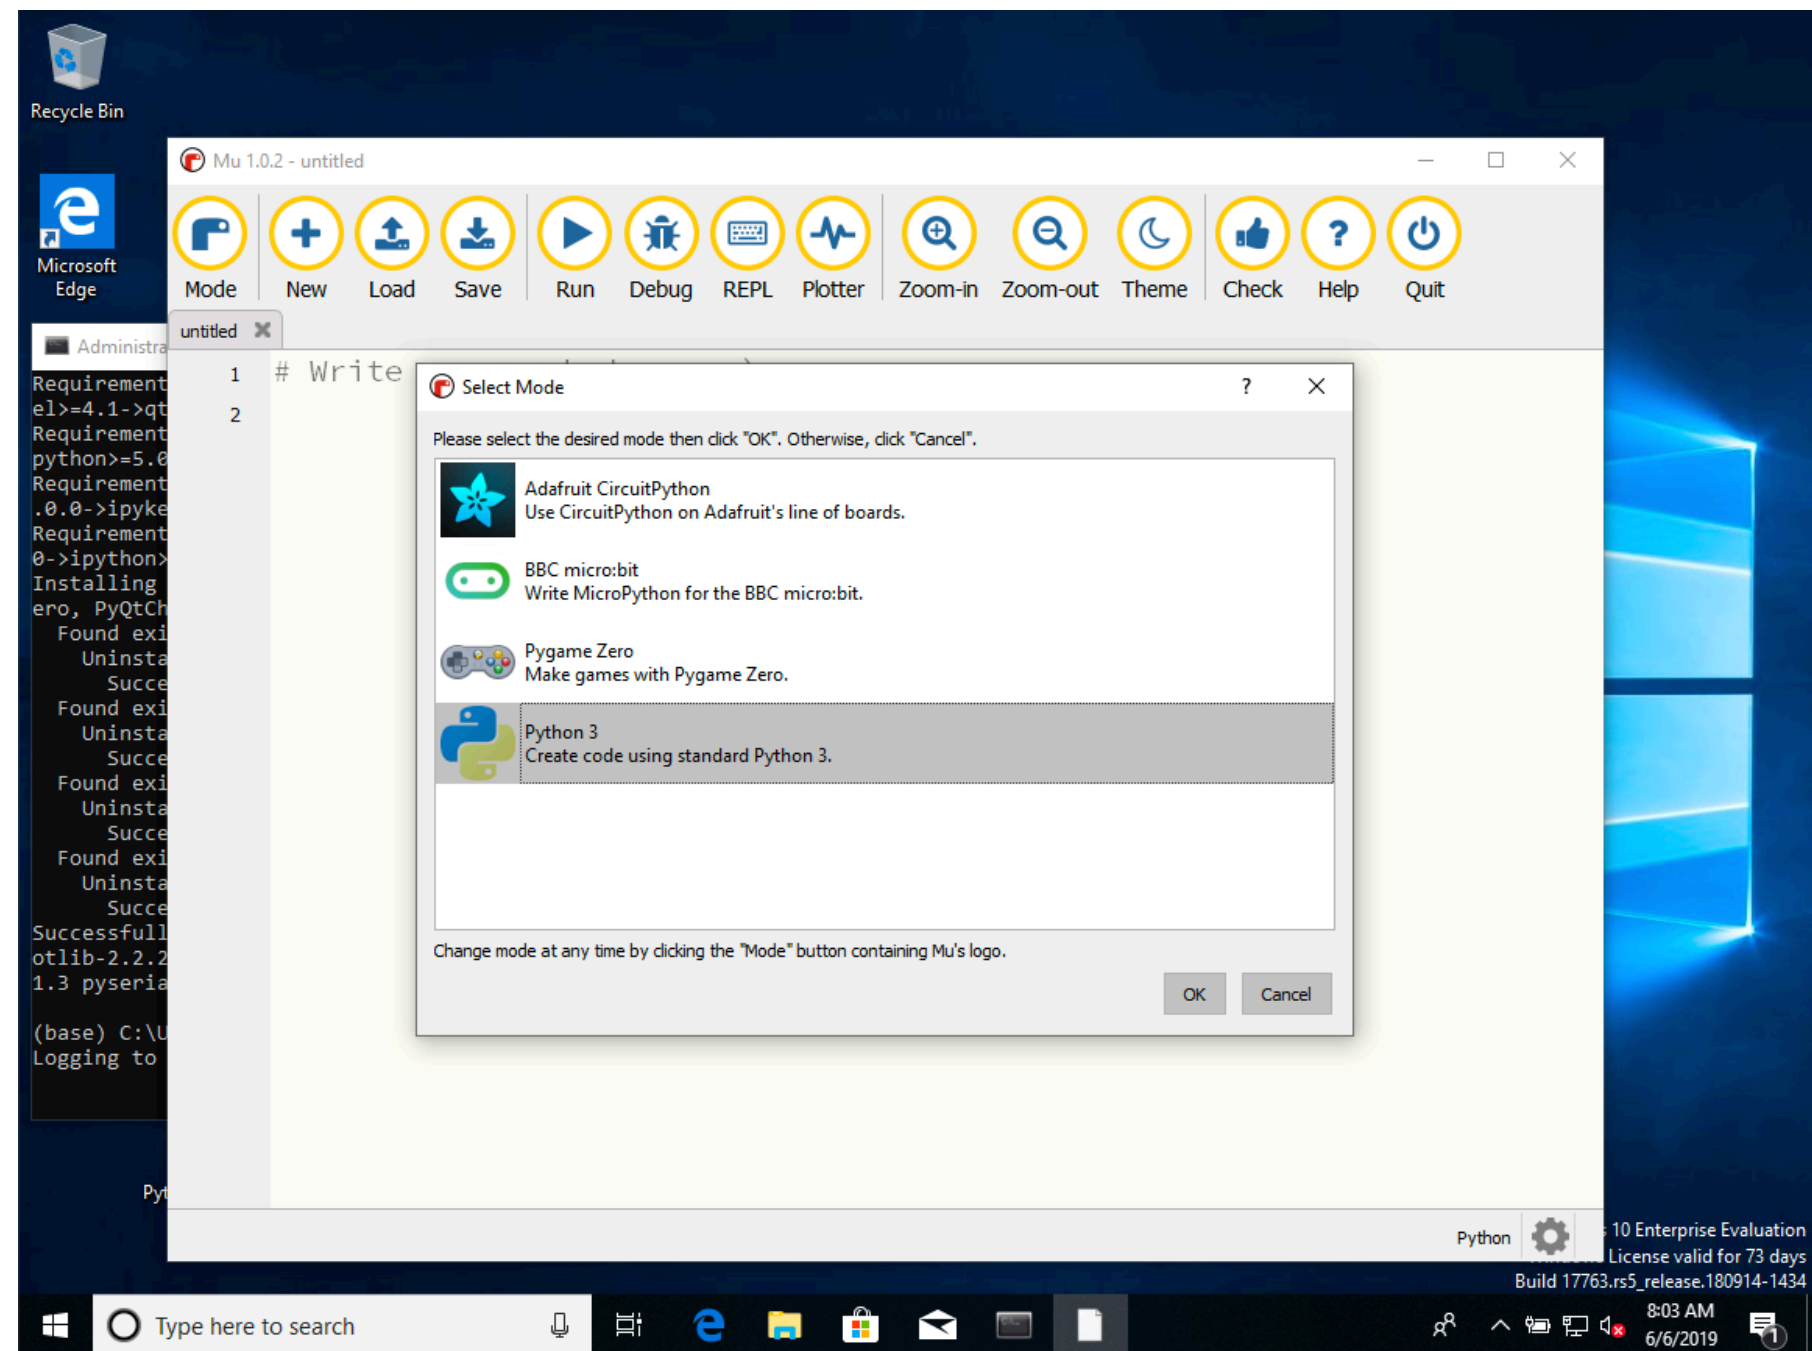 Recycle Bin
Microsoft
Edge
Mu 1.0.2 - untitled
Mode New Load Save Run Debug REPL Plotter Zoom-in Zoom-out Theme Check Help Quit
untitled
1 # Write
2
Administra
Requirement
el>=4.1->qt
Requirement
python>=5.0
Requirement
.0.0->ipyke
Requirement
0->ipython>
Installing
ero, PyQtCh
Found exi
Uninsta
Succe
Found exi
Uninsta
Succe
Found exi
Uninsta
Succe
Found exi
Uninsta
Succe
Successfull
otlib-2.2.2
1.3 pyseria
(base) C:\U
Logging to
Select Mode
Please select the desired mode then click "OK". Otherwise, click "Cancel".
Adafruit CircuitPython
Use CircuitPython on Adafruit's line of boards.
BBC micro:bit
Write MicroPython for the BBC micro:bit.
Pygame Zero
Make games with Pygame Zero.
Python 3
Create code using standard Python 3.
Change mode at any time by clicking the "Mode" button containing Mu's logo.
OK Cancel
Pyt
Python
10 Enterprise Evaluation
License valid for 73 days
Build 17763.rs5_release.180914-1434
Type here to search
8:03 AM
6/6/2019
1